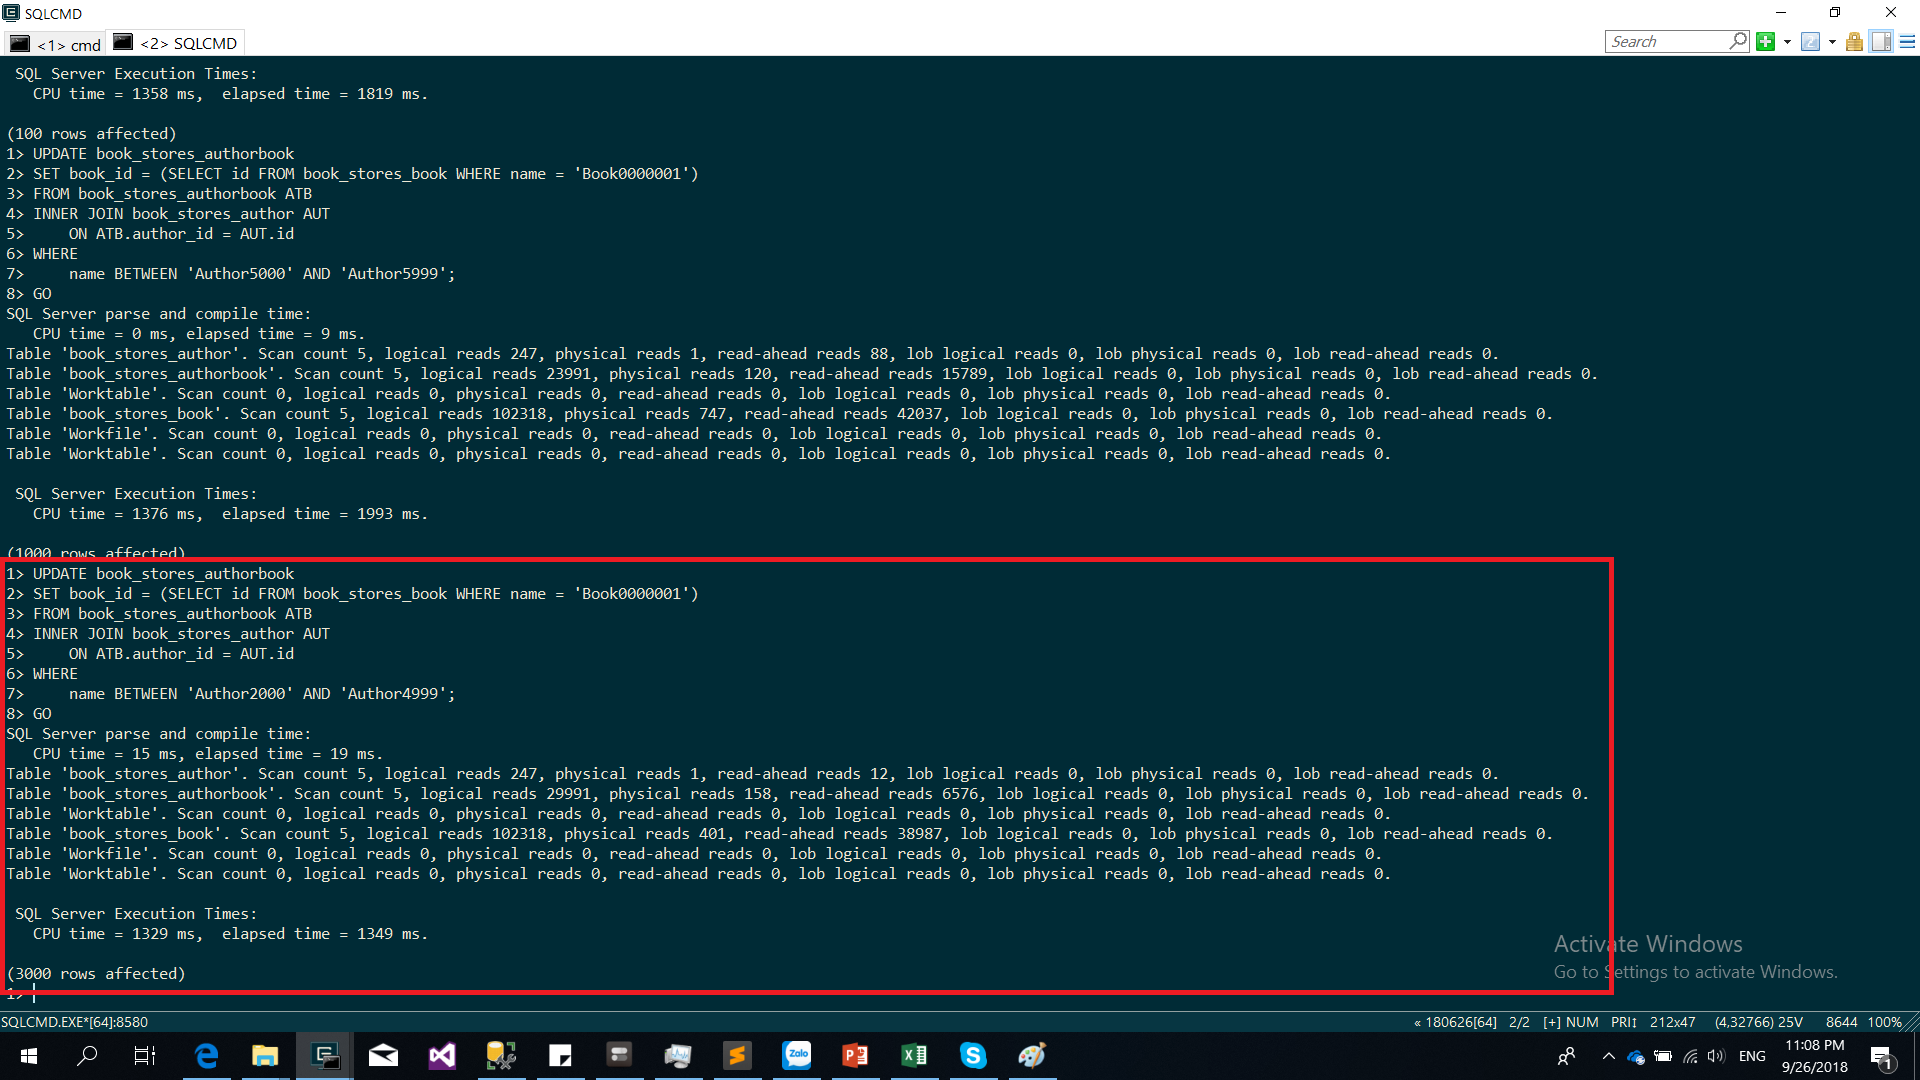 SQLCMD
<1> cmd
<2> SQLCMD
Search
SQL Server Execution Times:
CPU time = 1358 ms,  elapsed time = 1819 ms.
(100 rows affected)
1> UPDATE book_stores_authorbook
2> SET book_id = (SELECT id FROM book_stores_book WHERE name = 'Book0000001')
3> FROM book_stores_authorbook ATB
4> INNER JOIN book_stores_author AUT
5>     ON ATB.author_id = AUT.id
6> WHERE
7>     name BETWEEN 'Author5000' AND 'Author5999';
8> GO
SQL Server parse and compile time:
CPU time = 0 ms, elapsed time = 9 ms.
Table 'book_stores_author'. Scan count 5, logical reads 247, physical reads 1, read-ahead reads 88, lob logical reads 0, lob physical reads 0, lob read-ahead reads 0.
Table 'book_stores_authorbook'. Scan count 5, logical reads 23991, physical reads 120, read-ahead reads 15789, lob logical reads 0, lob physical reads 0, lob read-ahead reads 0.
Table 'Worktable'. Scan count 0, logical reads 0, physical reads 0, read-ahead reads 0, lob logical reads 0, lob physical reads 0, lob read-ahead reads 0.
Table 'book_stores_book'. Scan count 5, logical reads 102318, physical reads 747, read-ahead reads 42037, lob logical reads 0, lob physical reads 0, lob read-ahead reads 0.
Table 'Workfile'. Scan count 0, logical reads 0, physical reads 0, read-ahead reads 0, lob logical reads 0, lob physical reads 0, lob read-ahead reads 0.
Table 'Worktable'. Scan count 0, logical reads 0, physical reads 0, read-ahead reads 0, lob logical reads 0, lob physical reads 0, lob read-ahead reads 0.
SQL Server Execution Times:
CPU time = 1376 ms,  elapsed time = 1993 ms.
(1000 rows affected)
1> UPDATE book_stores_authorbook
2> SET book_id = (SELECT id FROM book_stores_book WHERE name = 'Book0000001')
3> FROM book_stores_authorbook ATB
4> INNER JOIN book_stores_author AUT
5>     ON ATB.author_id = AUT.id
6> WHERE
7>     name BETWEEN 'Author2000' AND 'Author4999';
8> GO
SQL Server parse and compile time:
CPU time = 15 ms, elapsed time = 19 ms.
Table 'book_stores_author'. Scan count 5, logical reads 247, physical reads 1, read-ahead reads 12, lob logical reads 0, lob physical reads 0, lob read-ahead reads 0.
Table 'book_stores_authorbook'. Scan count 5, logical reads 29991, physical reads 158, read-ahead reads 6576, lob logical reads 0, lob physical reads 0, lob read-ahead reads 0.
Table 'Worktable'. Scan count 0, logical reads 0, physical reads 0, read-ahead reads 0, lob logical reads 0, lob physical reads 0, lob read-ahead reads 0.
Table 'book_stores_book'. Scan count 5, logical reads 102318, physical reads 401, read-ahead reads 38987, lob logical reads 0, lob physical reads 0, lob read-ahead reads 0.
Table 'Workfile'. Scan count 0, logical reads 0, physical reads 0, read-ahead reads 0, lob logical reads 0, lob physical reads 0, lob read-ahead reads 0.
Table 'Worktable'. Scan count 0, logical reads 0, physical reads 0, read-ahead reads 0, lob logical reads 0, lob physical reads 0, lob read-ahead reads 0.
SQL Server Execution Times:
CPU time = 1329 ms,  elapsed time = 1349 ms.
(3000 rows affected)
1>
Activate Windows
Go to Settings to activate Windows.
SQLCMD.EXE*[64]:8580
« 180626[64] 2/2 [+] NUM PRI↕ 212x47 (4,32766) 25V 8644 100%
Zalo
ENG
11:08 PM
9/26/2018
1